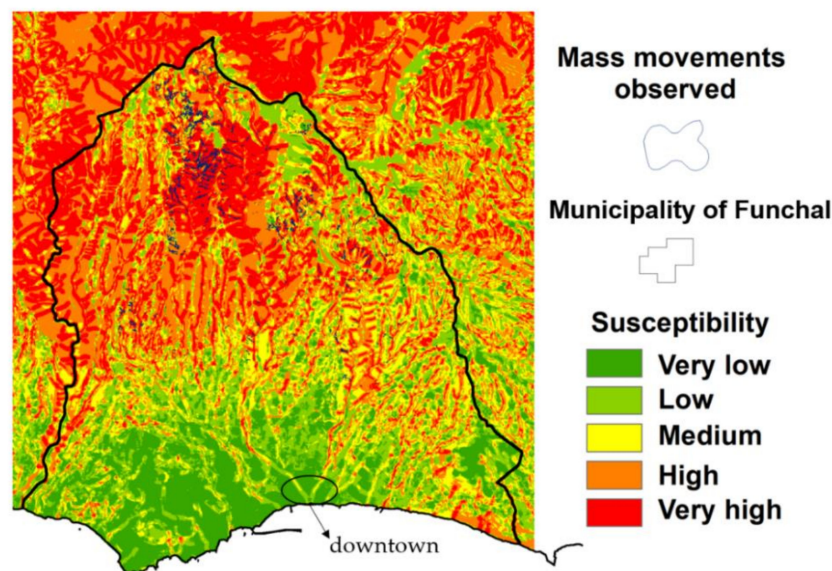 Mass movements
observed
Municipality of Funchal
Susceptibility
Very low
Low
Medium
High
Very high
downtown